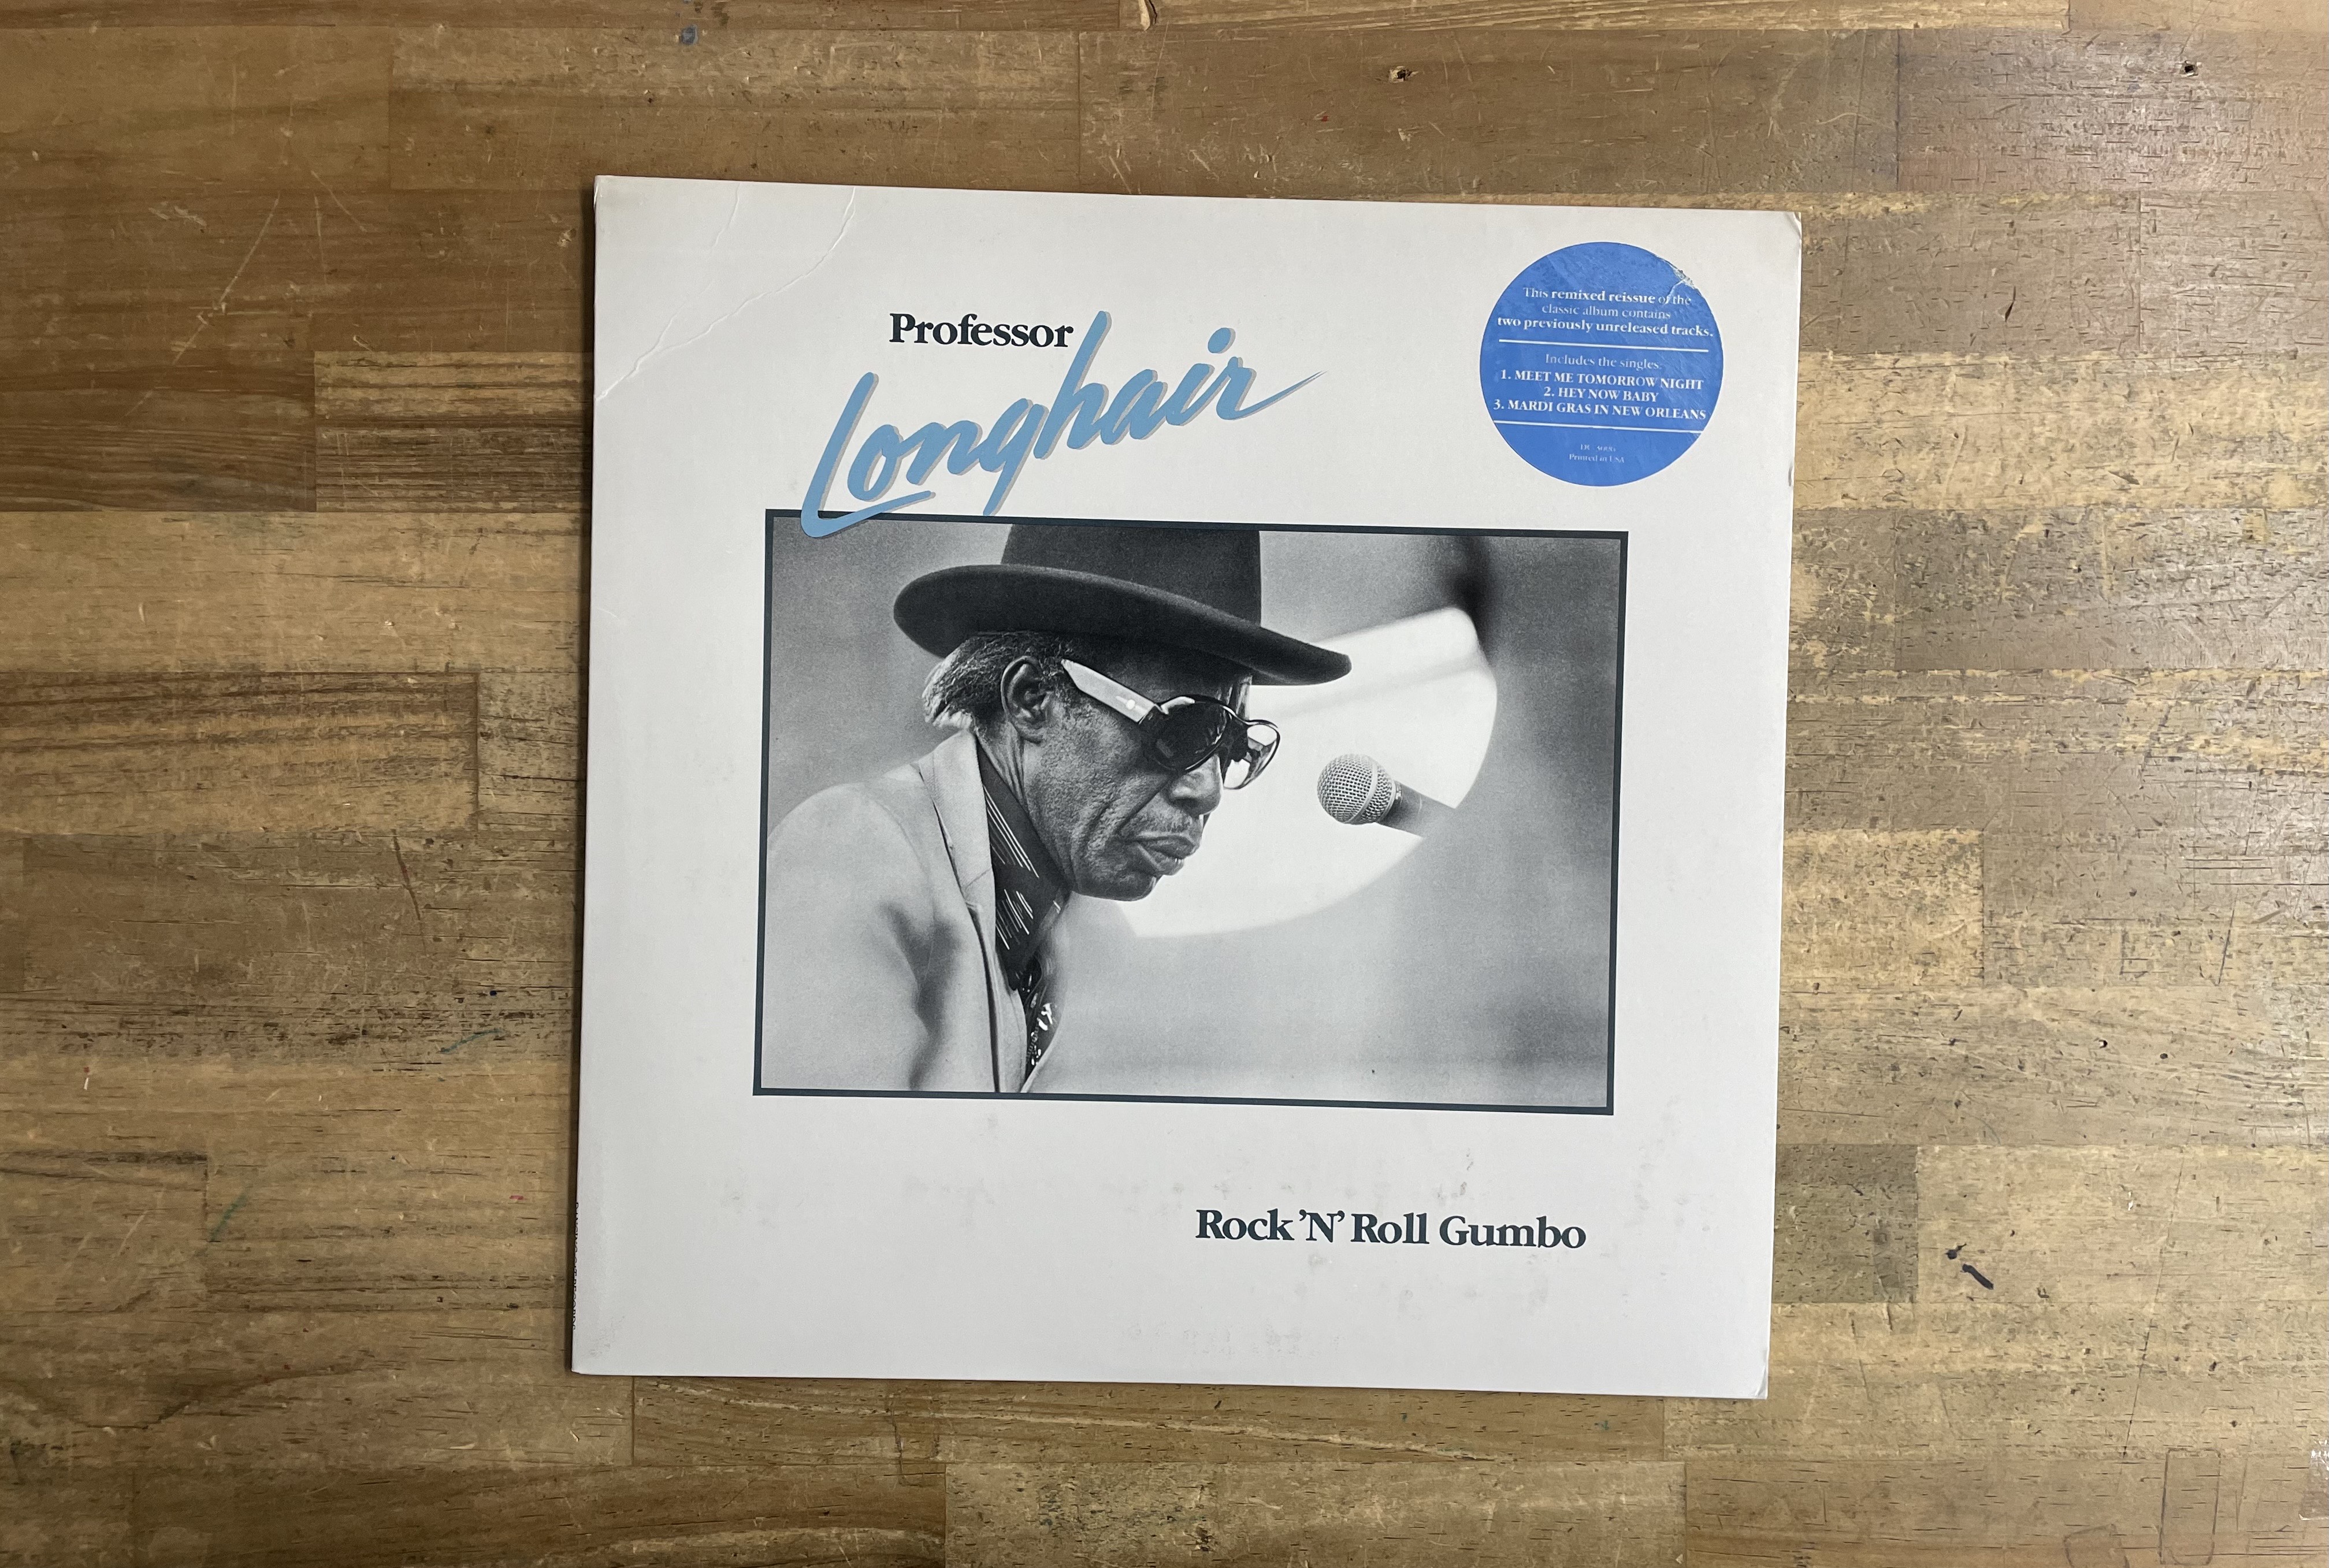 Professor
Longhair
This remixed reissue of the
classic album contains
two previously unreleased tracks.
Includes the singles:
1. MEET ME TOMORROW NIGHT
2. HEY NOW BABY
3. MARDI GRAS IN NEW ORLEANS
Printed in USA
Rock 'N' Roll Gumbo